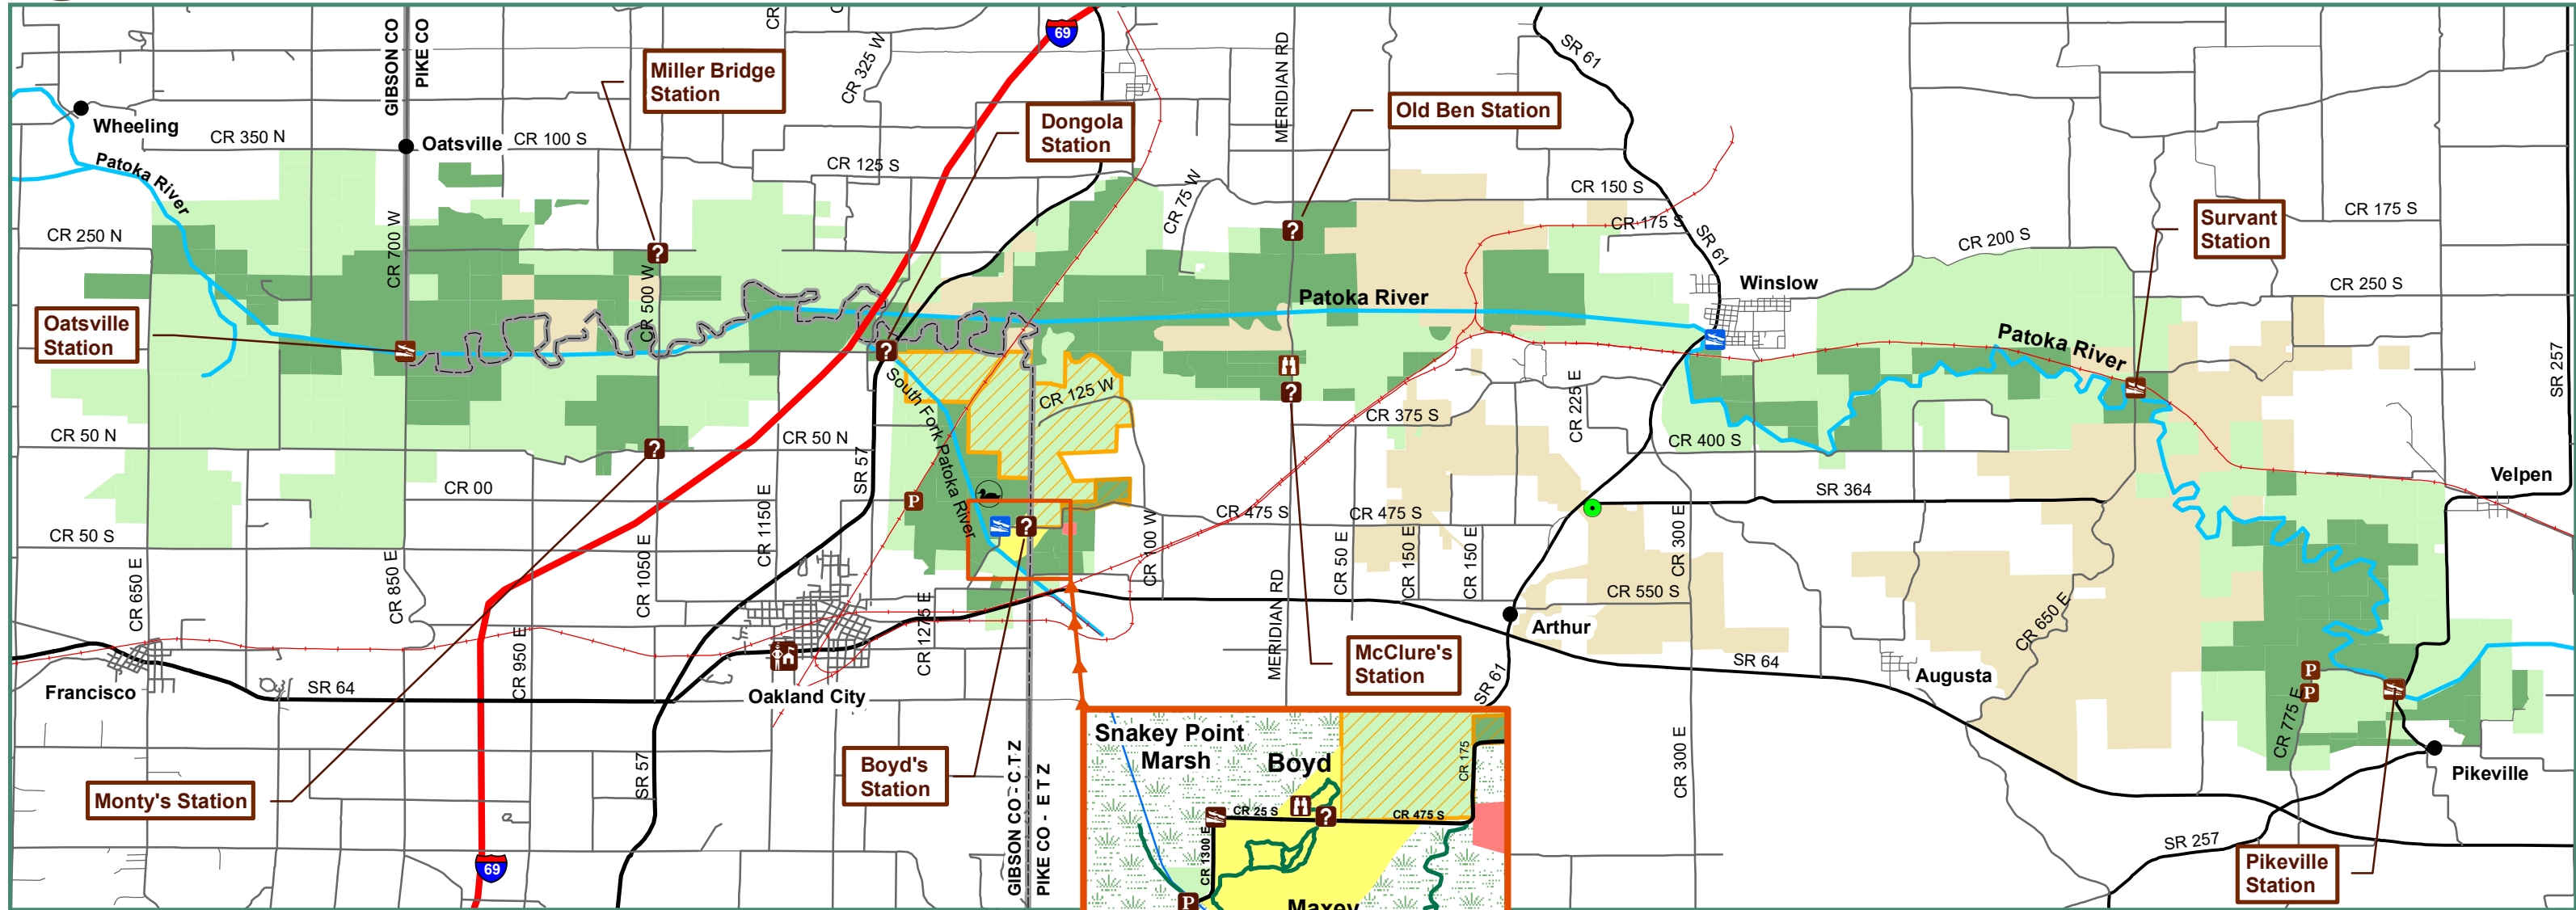 GIBSON CO
PIKE CO
CR
C
CR 325 W
69
MERIDIAN RD
SR 61
Miller Bridge
Station
Dongola
Station
Old Ben Station
Wheeling
CR 350 N
Oatsville
CR 100 S
CR 125 S
Patoka River
CR 75 W
CR 150 S
CR 175 S
SR 61
Survant
Station
CR 175 S
CR 250 N
CR 700 W
CR 200 S
CR 500 W
Patoka River
Winslow
CR 250 S
Oatsville
Station
Patoka River
South Fork Patoka River
CR 125 W
CR 375 S
CR 225 E
SR 257
CR 50 N
CR 50 N
SR 57
CR 400 S
Velpen
CR 00
CR 1150 E
P
SR 364
CR 475 S
CR 475 S
CR 50 S
CR 650 E
CR 850 E
CR 1050 E
CR 100 W
CR 50 E
CR 150 E
CR 150 E
CR 300 E
CR 550 S
CR 650 E
CR 950 E
CR 1275 E
MERIDIAN RD
Arthur
McClure's
Station
SR 64
Francisco
SR 64
Oakland City
SR 61
Augusta
P
P
CR 775 E
Snakey Point
Marsh
Boyd
CR 175
Pikeville
Monty's Station
SR 57
Boyd's
Station
GIBSON CO - C T Z
PIKE CO - E T Z
CR 300 E
CR 25 S
CR 475 S
CR 1300 E
SR 257
69
Pikeville
Station
P
Maxey